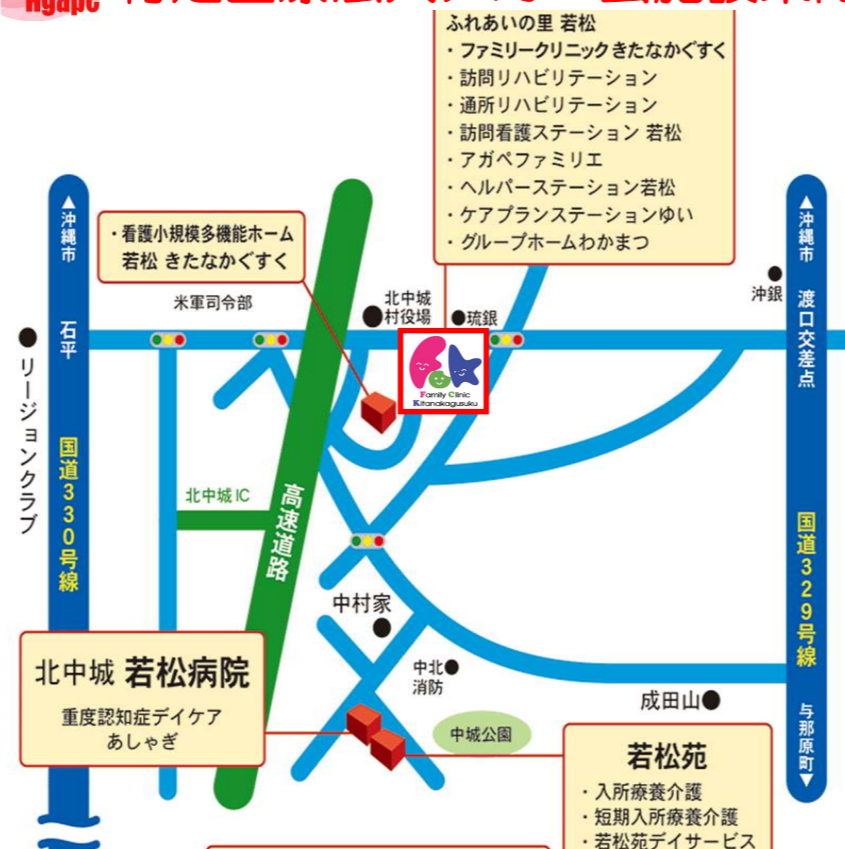 Agape
ふれあいの里 若松
・ファミリークリニックきたなかぐすく
・訪問リハビリテーション
・通所リハビリテーション
・訪問看護ステーション 若松
・アガペファミリエ
・ヘルパーステーション若松
・ケアプランステーションゆい
・グループホームわかまつ
▲沖縄市
・看護小規模多機能ホーム
若松 きたなかぐすく
▲沖縄市
沖銀
米軍司令部
北中城
村役場
琉銀
石平
渡口交差点
Family Clinic
Kitanakagusuku
リージョンクラブ
国道330号線
北中城IC
高速道路
国道329号線
中村家
北中城 若松病院
重度認知症デイケア
あしゃぎ
中北
消防
成田山
中城公園
与那原町▼
若松苑
・入所療養介護
・短期入所療養介護
・若松苑デイサービス